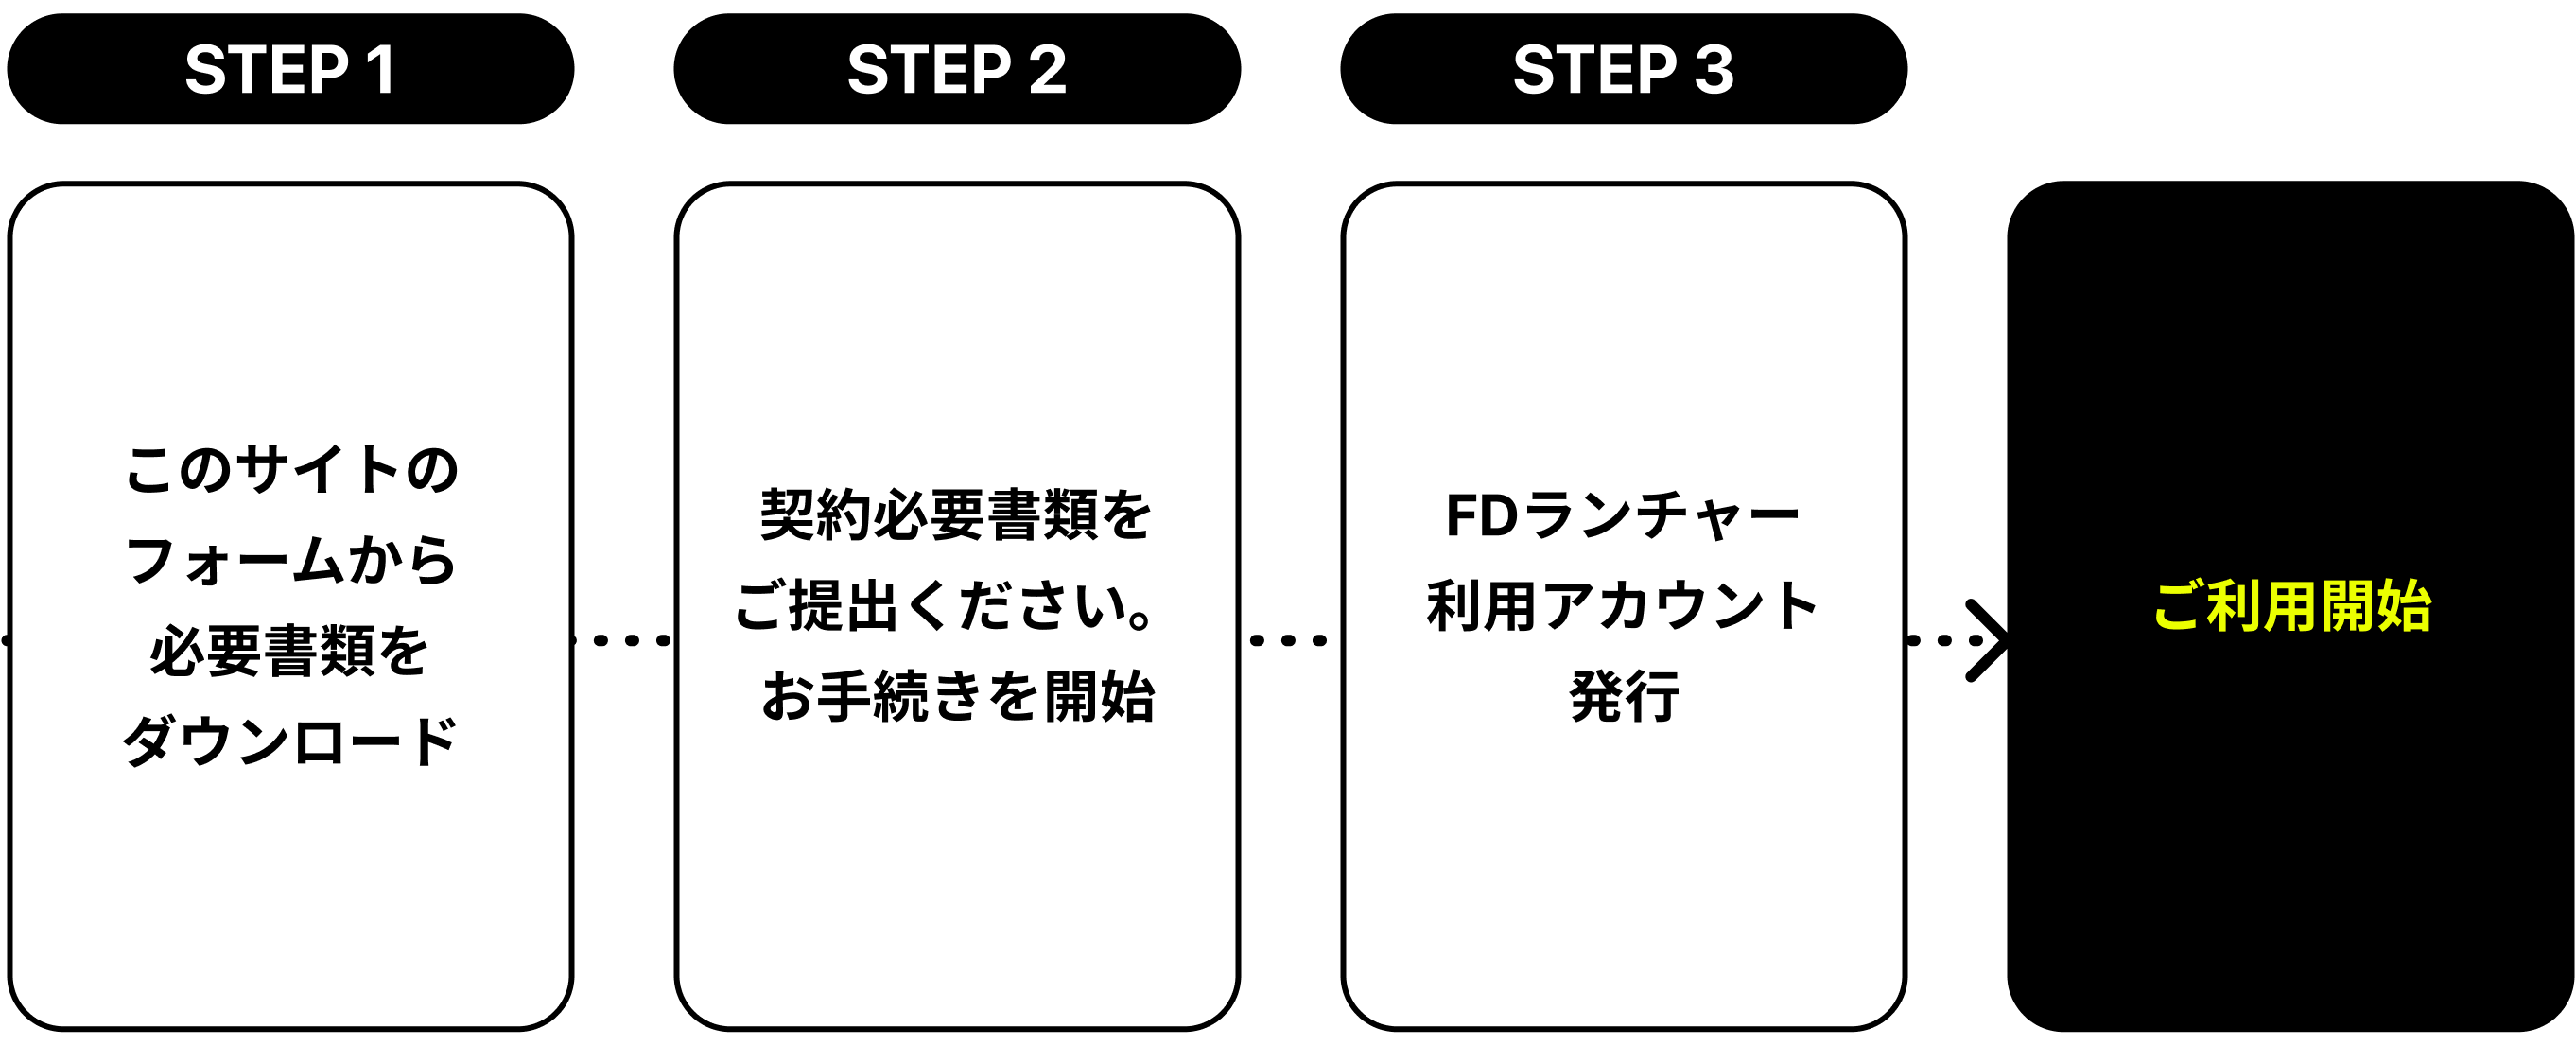 STEP 1
このサイトの
フォームから
必要書類を
ダウンロード
STEP 2
契約必要書類を
ご提出ください。
お手続きを開始
STEP 3
FDランチャー
利用アカウント
発行
ご利用開始